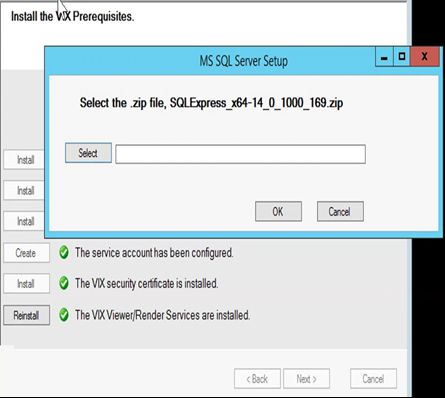 Install the VIX Prerequisites.
MS SQL Server Setup
Select the .zip file, SQLExpress_x64-14_0_1000_169.zip
Select
OK
Cancel
Install
Install
Install
Create
The service account has been configured.
Install
The VIX security certificate is installed.
Reinstall
The VIX Viewer/Render Services are installed.
< Back
Next >
Cancel